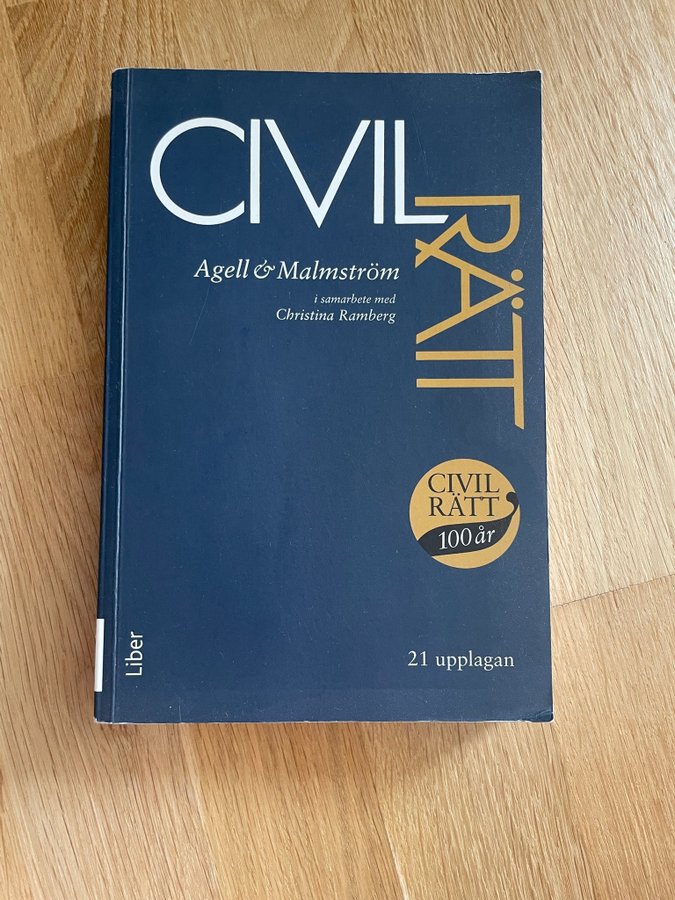 CIVIL
RÄTT
Agell & Malmström
i samarbete med
Christina Ramberg
CIVIL
RÄTT
100 år
Liber
21 upplagan